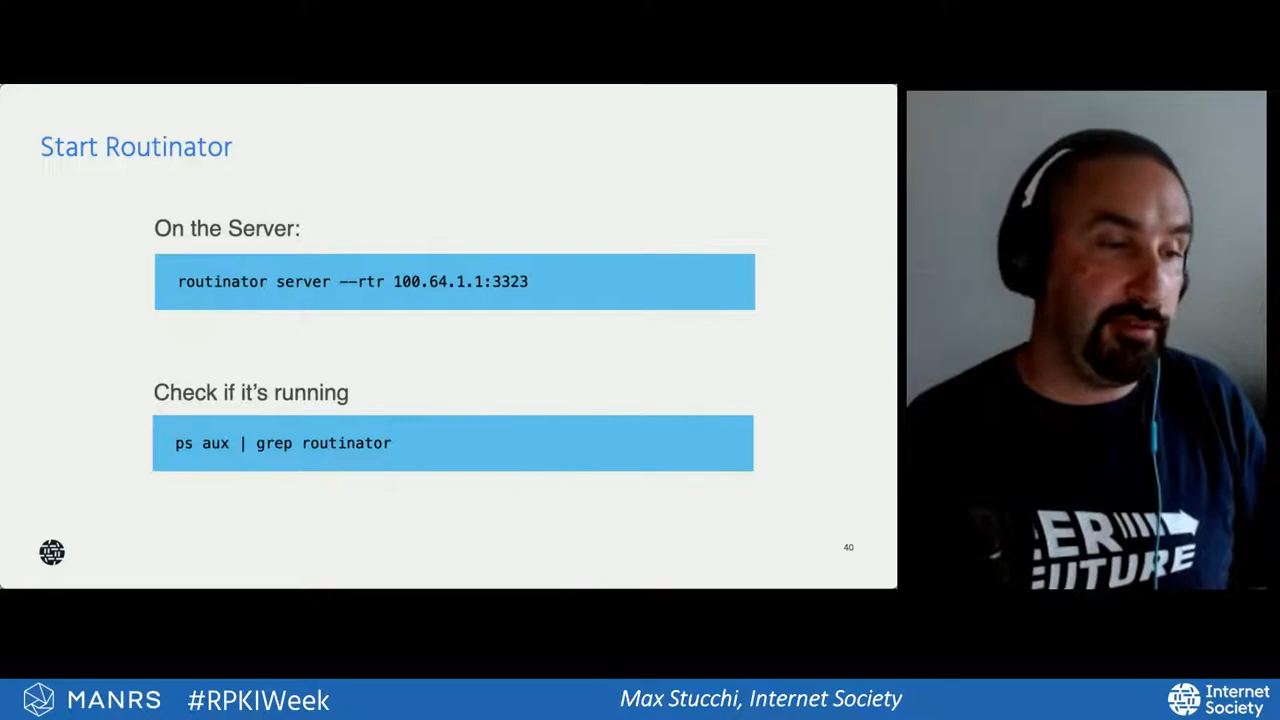 Start Routinator
On the Server:
routinator server --rtr 100.64.1.1:3323
Check if it's running
ps aux | grep routinator
40
FUTURE
MANRS
#RPKIWeek
Max Stucchi, Internet Society
Internet
Society